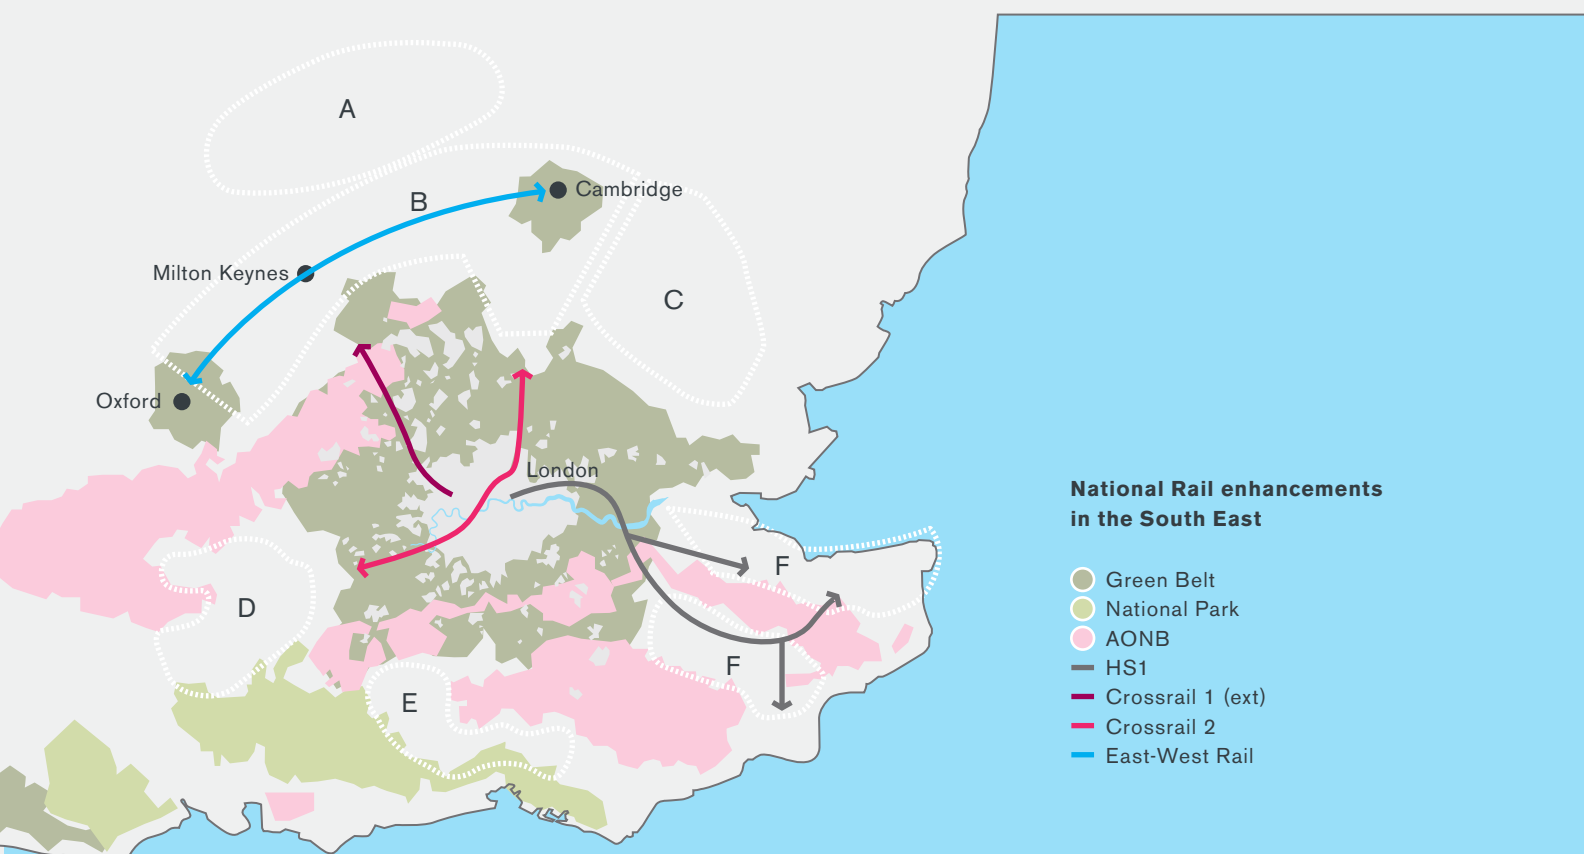 A
B
Cambridge
Milton Keynes
C
Oxford
London
F
D
F
E
National Rail enhancements
in the South East
Green Belt
National Park
AONB
HS1
Crossrail 1 (ext)
Crossrail 2
East-West Rail